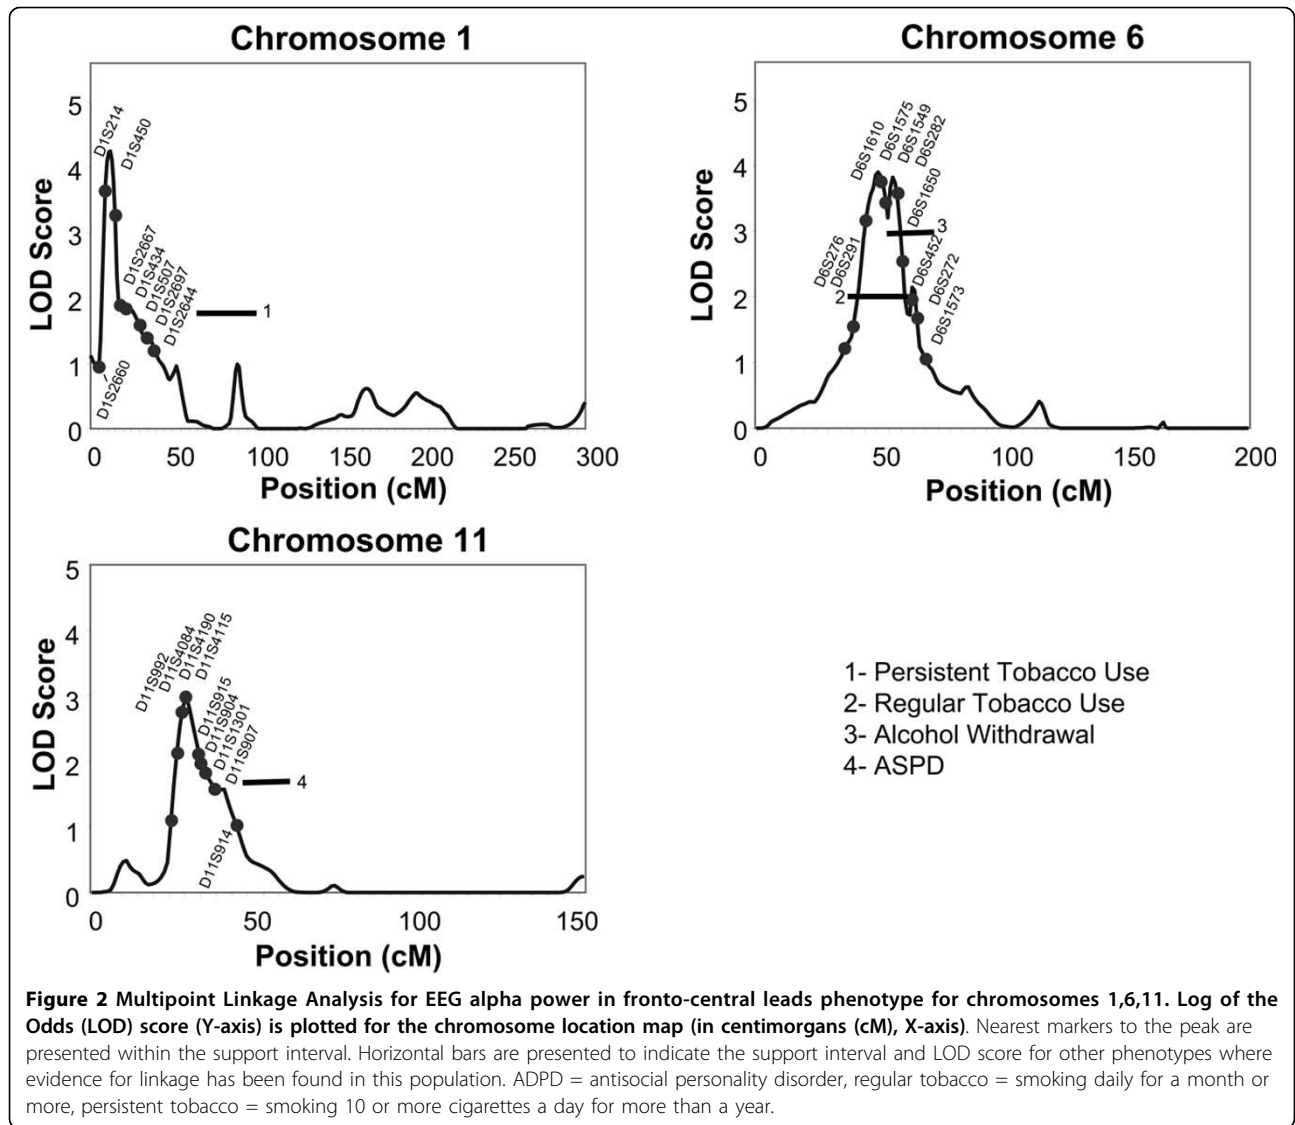 Chromosome 1
LOD Score
5
4
3
2
1
0
D1S214
D1S450
D1S2667
D1S434
D1S507
D1S2697
D1S2644
D1S2660
1
0 50 100 150 200 250 300
Position (cM)
Chromosome 6
LOD Score
5
4
3
2
1
0
D6S1610
D6S1575
D6S1549
D6S282
D6S1650
3
D6S276
D6S291
2
D6S452
D6S272
D6S1573
0 50 100 150 200
Position (cM)
Chromosome 11
LOD Score
5
4
3
2
1
0
D11S992
D11S4084
D11S4190
D11S4115
D11S915
D11S904
D11S1301
D11S907
D11S914
4
0 50 100 150
Position (cM)
1- Persistent Tobacco Use
2- Regular Tobacco Use
3- Alcohol Withdrawal
4- ASPD
Figure 2 Multipoint Linkage Analysis for EEG alpha power in fronto-central leads phenotype for chromosomes 1,6,11. Log of the
Odds (LOD) score (Y-axis) is plotted for the chromosome location map (in centimorgans (cM), X-axis). Nearest markers to the peak are
presented within the support interval. Horizontal bars are presented to indicate the support interval and LOD score for other phenotypes where
evidence for linkage has been found in this population. ADPD = antisocial personality disorder, regular tobacco = smoking daily for a month or
more, persistent tobacco = smoking 10 or more cigarettes a day for more than a year.